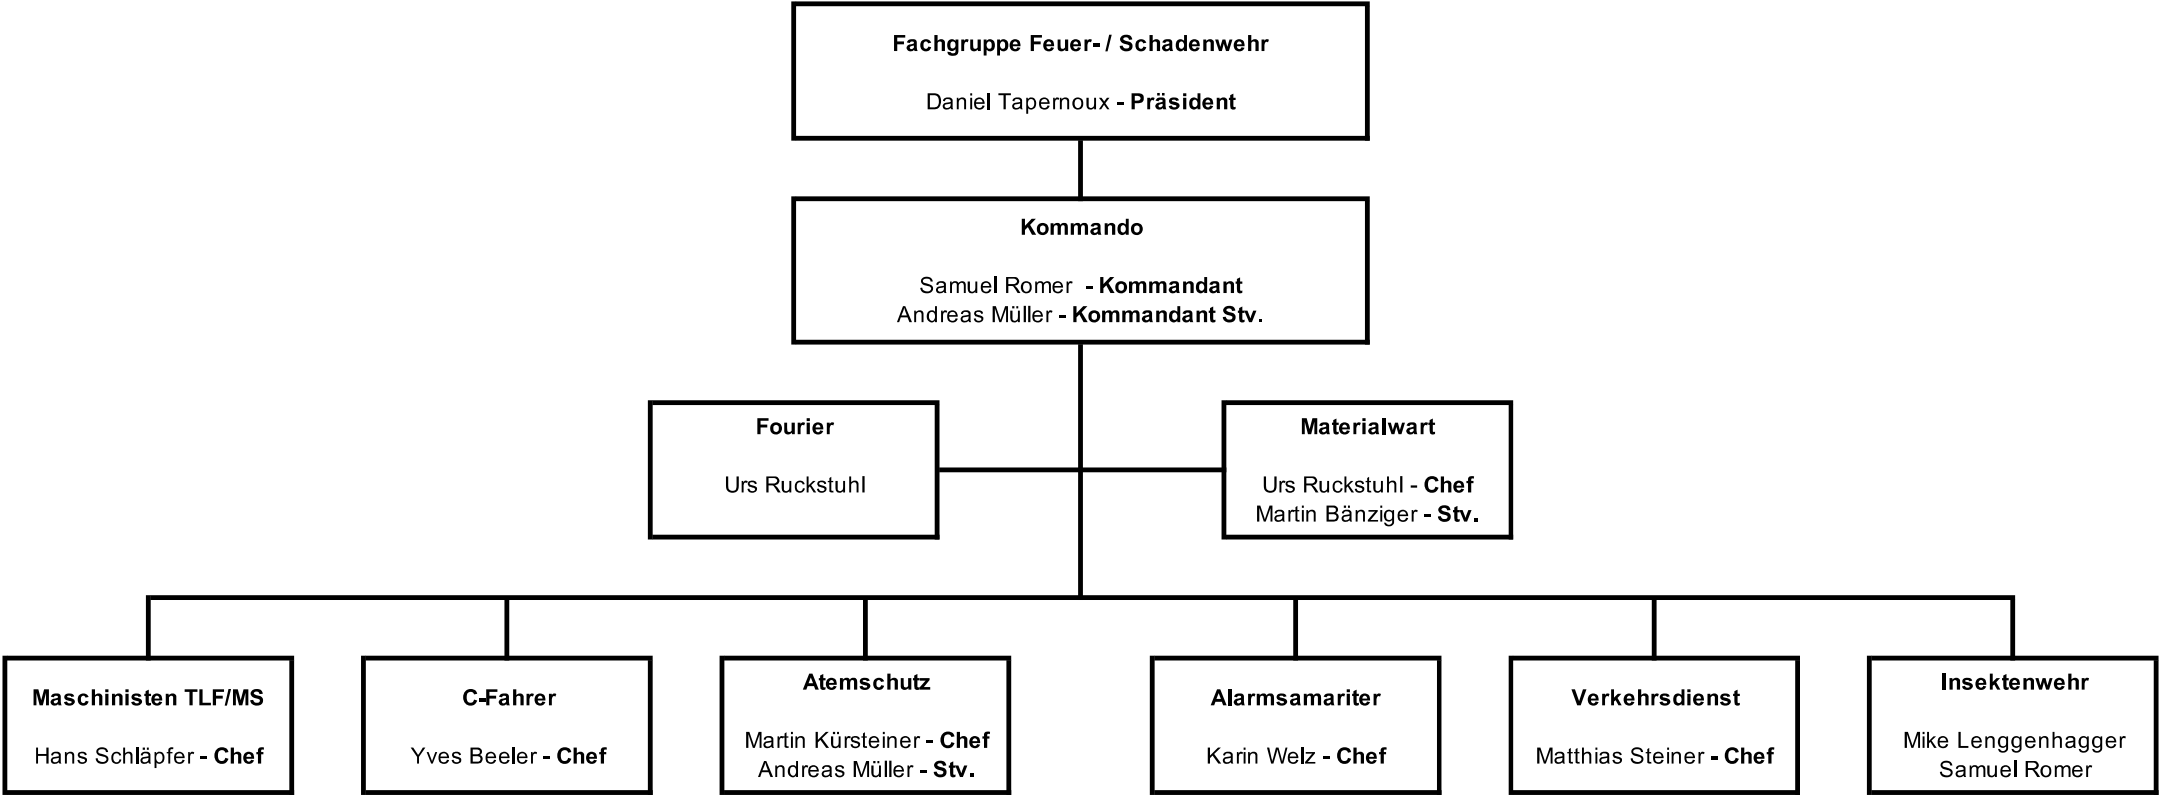 Fachgruppe Feuer- / Schadenwehr
Daniel Tapernoux - Präsident
Kommando
Samuel Romer - Kommandant
Andreas Müller - Kommandant Stv.
Fourier
Urs Ruckstuhl
Materialwart
Urs Ruckstuhl - Chef
Martin Bänziger - Stv.
Maschinisten TLF/MS
Hans Schläpfer - Chef
C-Fahrer
Yves Beeler - Chef
Atemschutz
Martin Kürsteiner - Chef
Andreas Müller - Stv.
Alarmsamariter
Karin Welz - Chef
Verkehrsdienst
Matthias Steiner - Chef
Insektenwehr
Mike Lenggenhagger
Samuel Romer